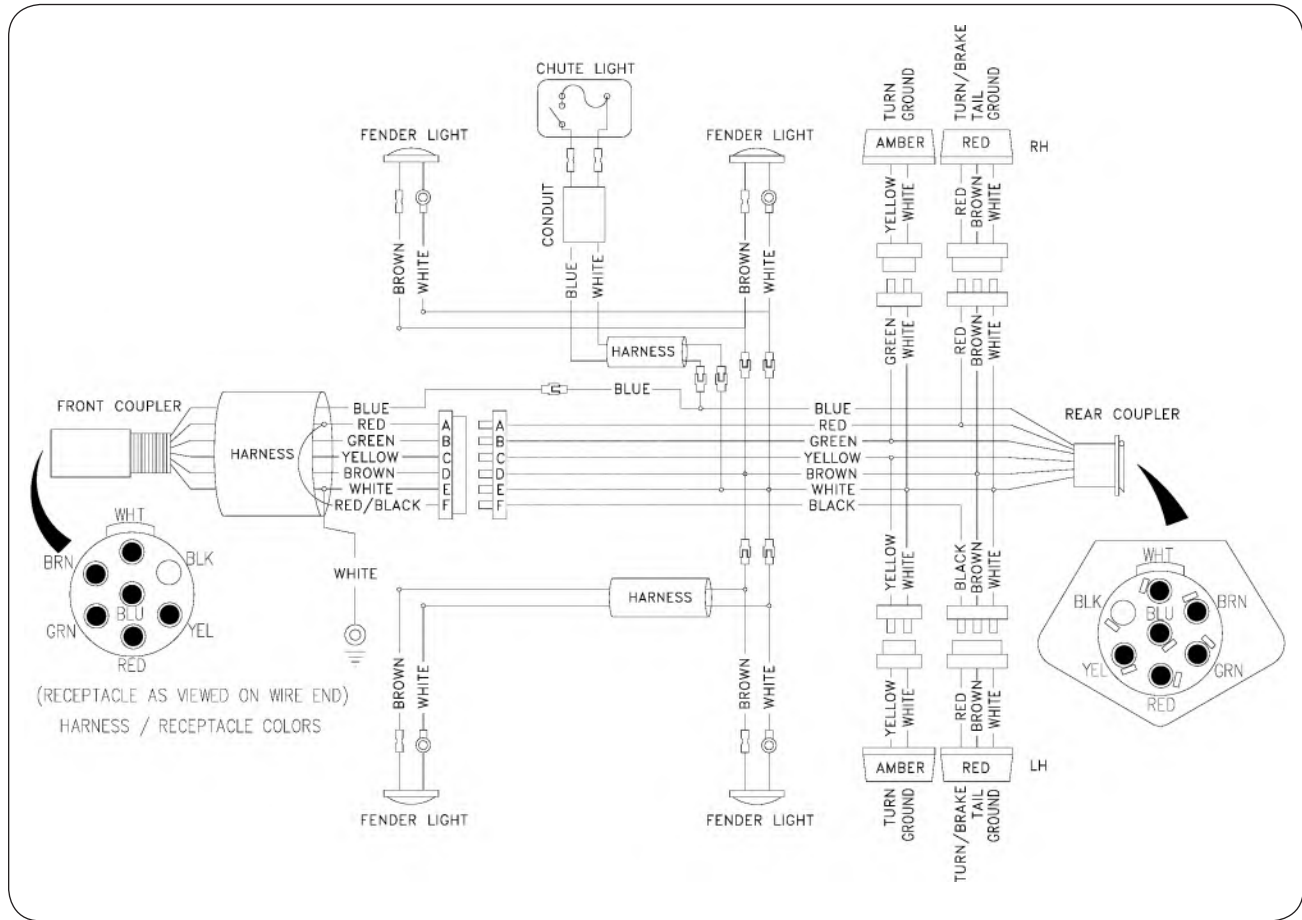 CHUTE LIGHT
FENDER LIGHT
FENDER LIGHT
TURN
GROUND
TURN/BRAKE
TAIL
GROUND
AMBER
RED
RH
CONDUIT
BROWN
WHITE
BLUE
WHITE
BROWN
WHITE
YELLOW
WHITE
RED
BROWN
WHITE
GREEN
WHITE
RED
BROWN
WHITE
HARNESS
BLUE
FRONT COUPLER
HARNESS
BLUE
RED
GREEN
YELLOW
BROWN
WHITE
RED/BLACK
A
B
C
D
E
F
A
B
C
D
E
F
BLUE
RED
GREEN
YELLOW
BROWN
WHITE
BLACK
REAR COUPLER
WHT
BRN
BLK
BLU
GRN
YEL
RED
(RECEPTACLE AS VIEWED ON WIRE END)
HARNESS / RECEPTACLE COLORS
WHITE
HARNESS
YELLOW
WHITE
BLACK
BROWN
WHITE
WHT
BLK
BRN
BLU
YEL
GRN
RED
BROWN
WHITE
BROWN
WHITE
YELLOW
WHITE
RED
BROWN
WHITE
AMBER
RED
LH
FENDER LIGHT
FENDER LIGHT
TURN
GROUND
TURN/BRAKE
TAIL
GROUND